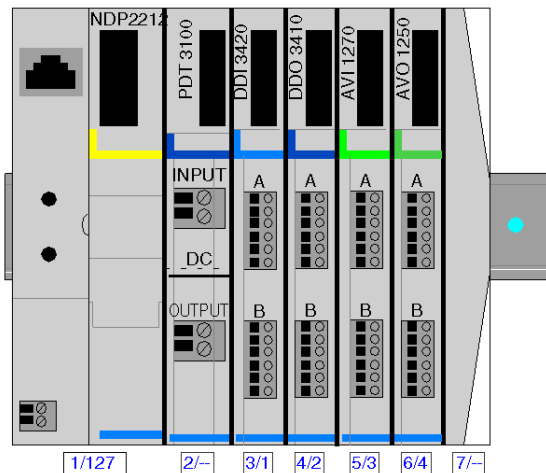 NDP2212
PDT 3100
DDI 3420
DDO 3410
AVI 1270
AVO 1250
INPUT
A A A A
DC
OUTPUT
B B B B
1/127 2/-- 3/1 4/2 5/3 6/4 7/--